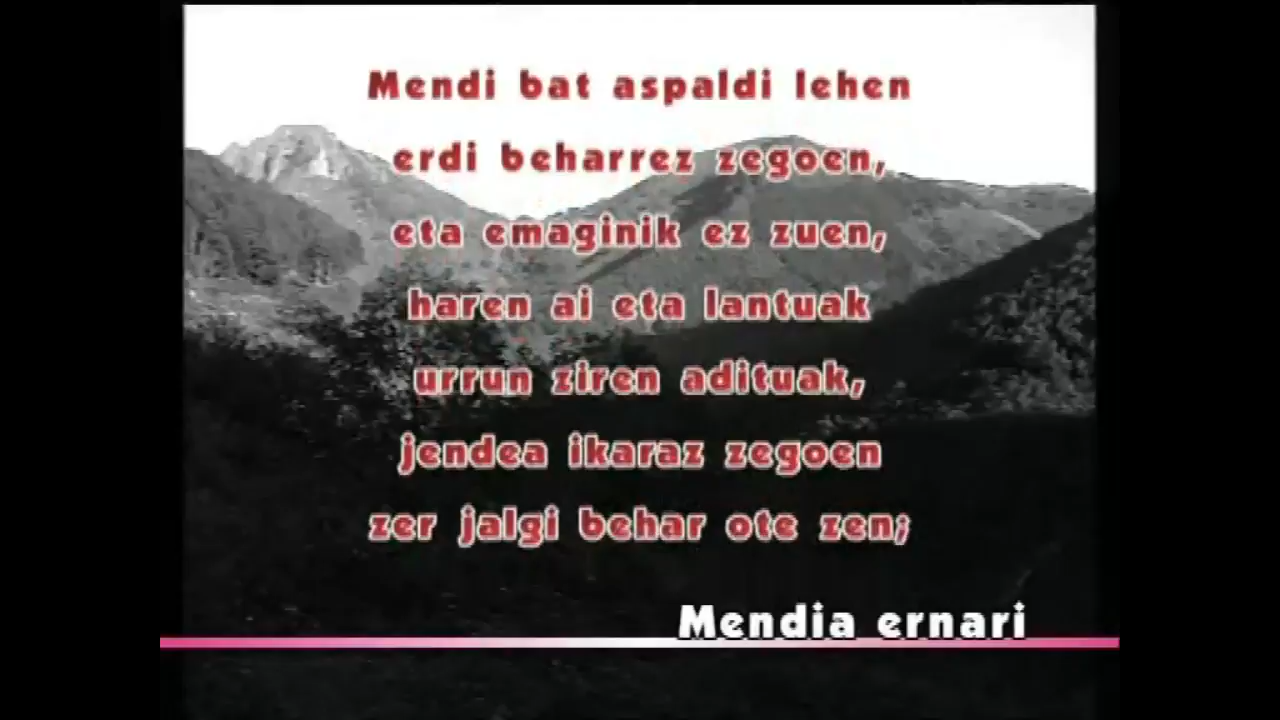 Mendi bat aspaldi lehen
erdi beharrez zegoen,
eta emaginik ez zuen,
haren ai eta lantuak
urrun ziren adituak,
jendea ikaraz zegoen
zer jalgi behar ote zen;
Mendia ernari